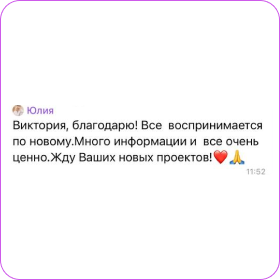 Юлия
Виктория, благодарю! Все  воспринимается
по новому.Много информации и  все очень
ценно.Жду Ваших новых проектов!❤️🙏
11:52